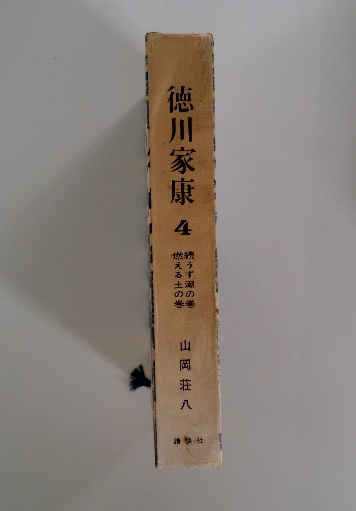 徳川家康
4
続うず潮の巻
燃える土の巻
山岡荘八
講談社